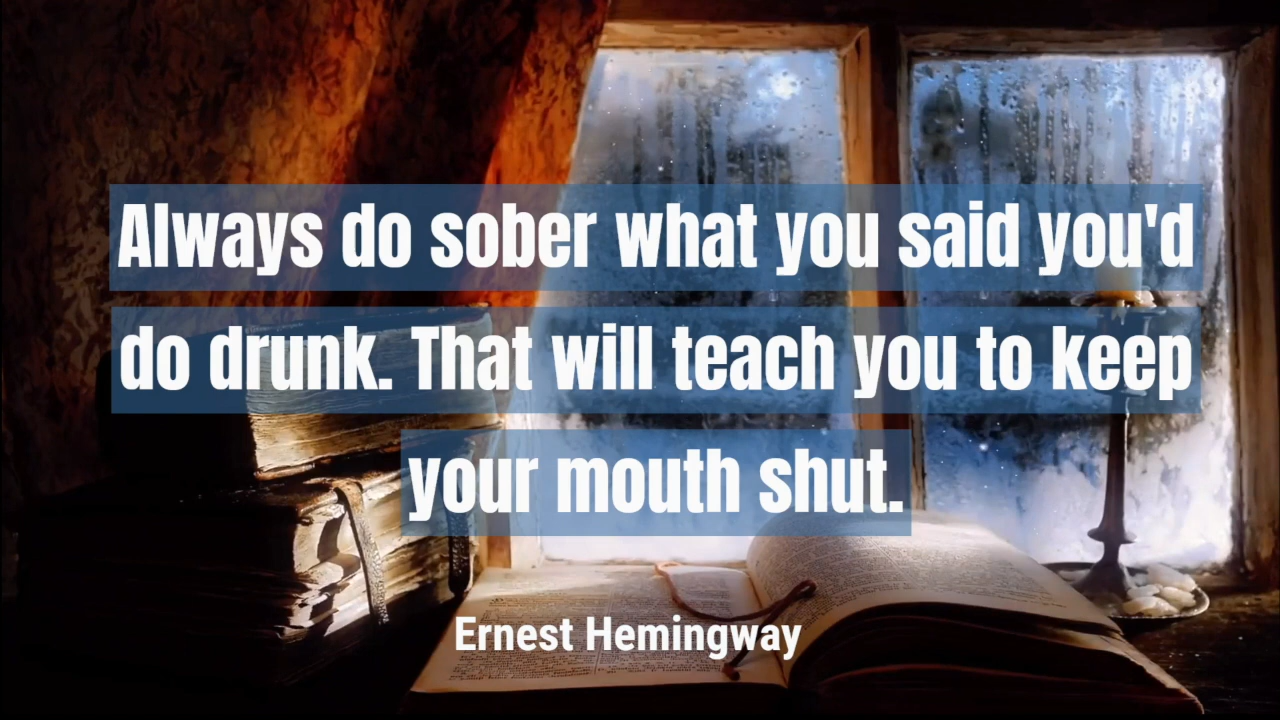 Always do sober what you said you'd
do drunk. That will teach you to keep
your mouth shut.
Ernest Hemingway